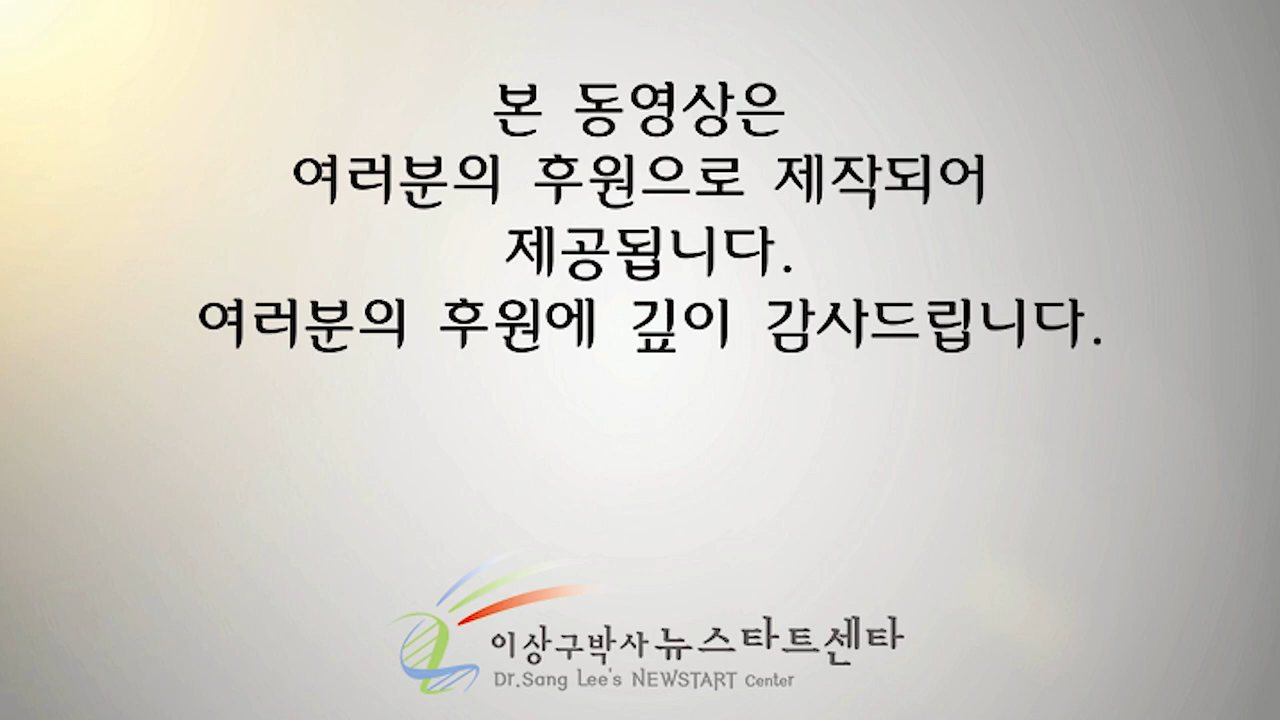 본 동영상은
여러분의 후원으로 제작되어
제공됩니다.
여러분의 후원에 깊이 감사드립니다.
이상구박사뉴스타트센타
Dr.Sang Lee's NEWSTART Center